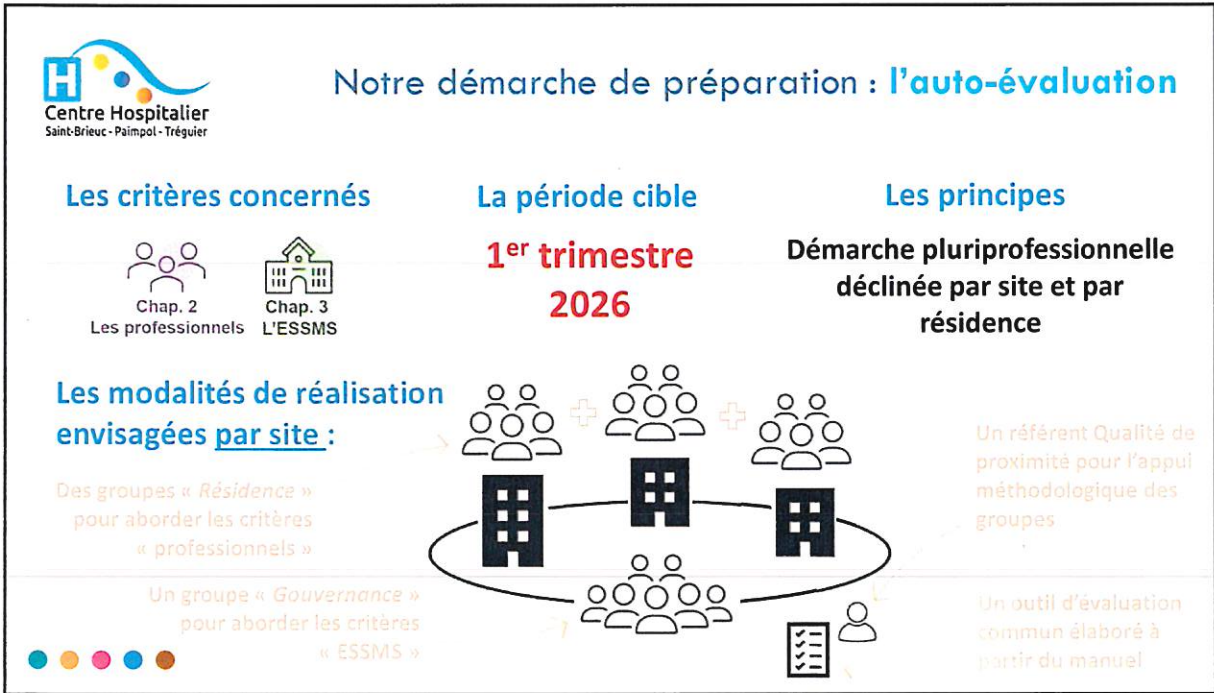 H
Centre Hospitalier
Saint-Brieuc - Paimpol - Tréguier
Notre démarche de préparation : l'auto-évaluation
Les critères concernés
Chap. 2
Les professionnels
Chap. 3
L'ESSMS
La période cible
1er trimestre
2026
Les principes
Démarche pluriprofessionnelle
déclinée par site et par
résidence
Les modalités de réalisation
envisagées par site :
Des groupes « Résidence »
pour aborder les critères
« professionnels »
Un groupe « Gouvernance »
pour aborder les critères
« ESSMS »
Un référent Qualité de
proximité pour l'appui
méthodologique des
groupes
Un outil d'évaluation
commun élaboré à
partir du manuel